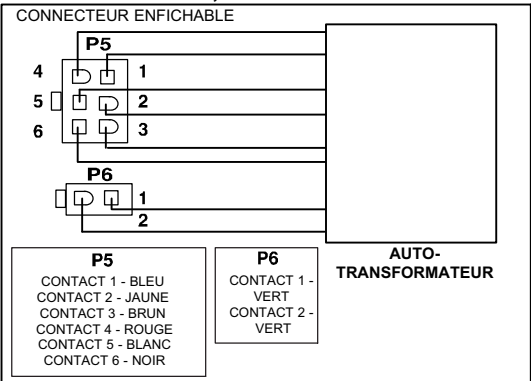 CONNECTEUR ENFICHABLE
P5
4
1
5
2
6
3
P6
1
2
AUTO-
TRANSFORMATEUR
P5
CONTACT 1 - BLEU
CONTACT 2 - JAUNE
CONTACT 3 - BRUN
CONTACT 4 - ROUGE
CONTACT 5 - BLANC
CONTACT 6 - NOIR
P6
CONTACT 1 -
VERT
CONTACT 2 -
VERT